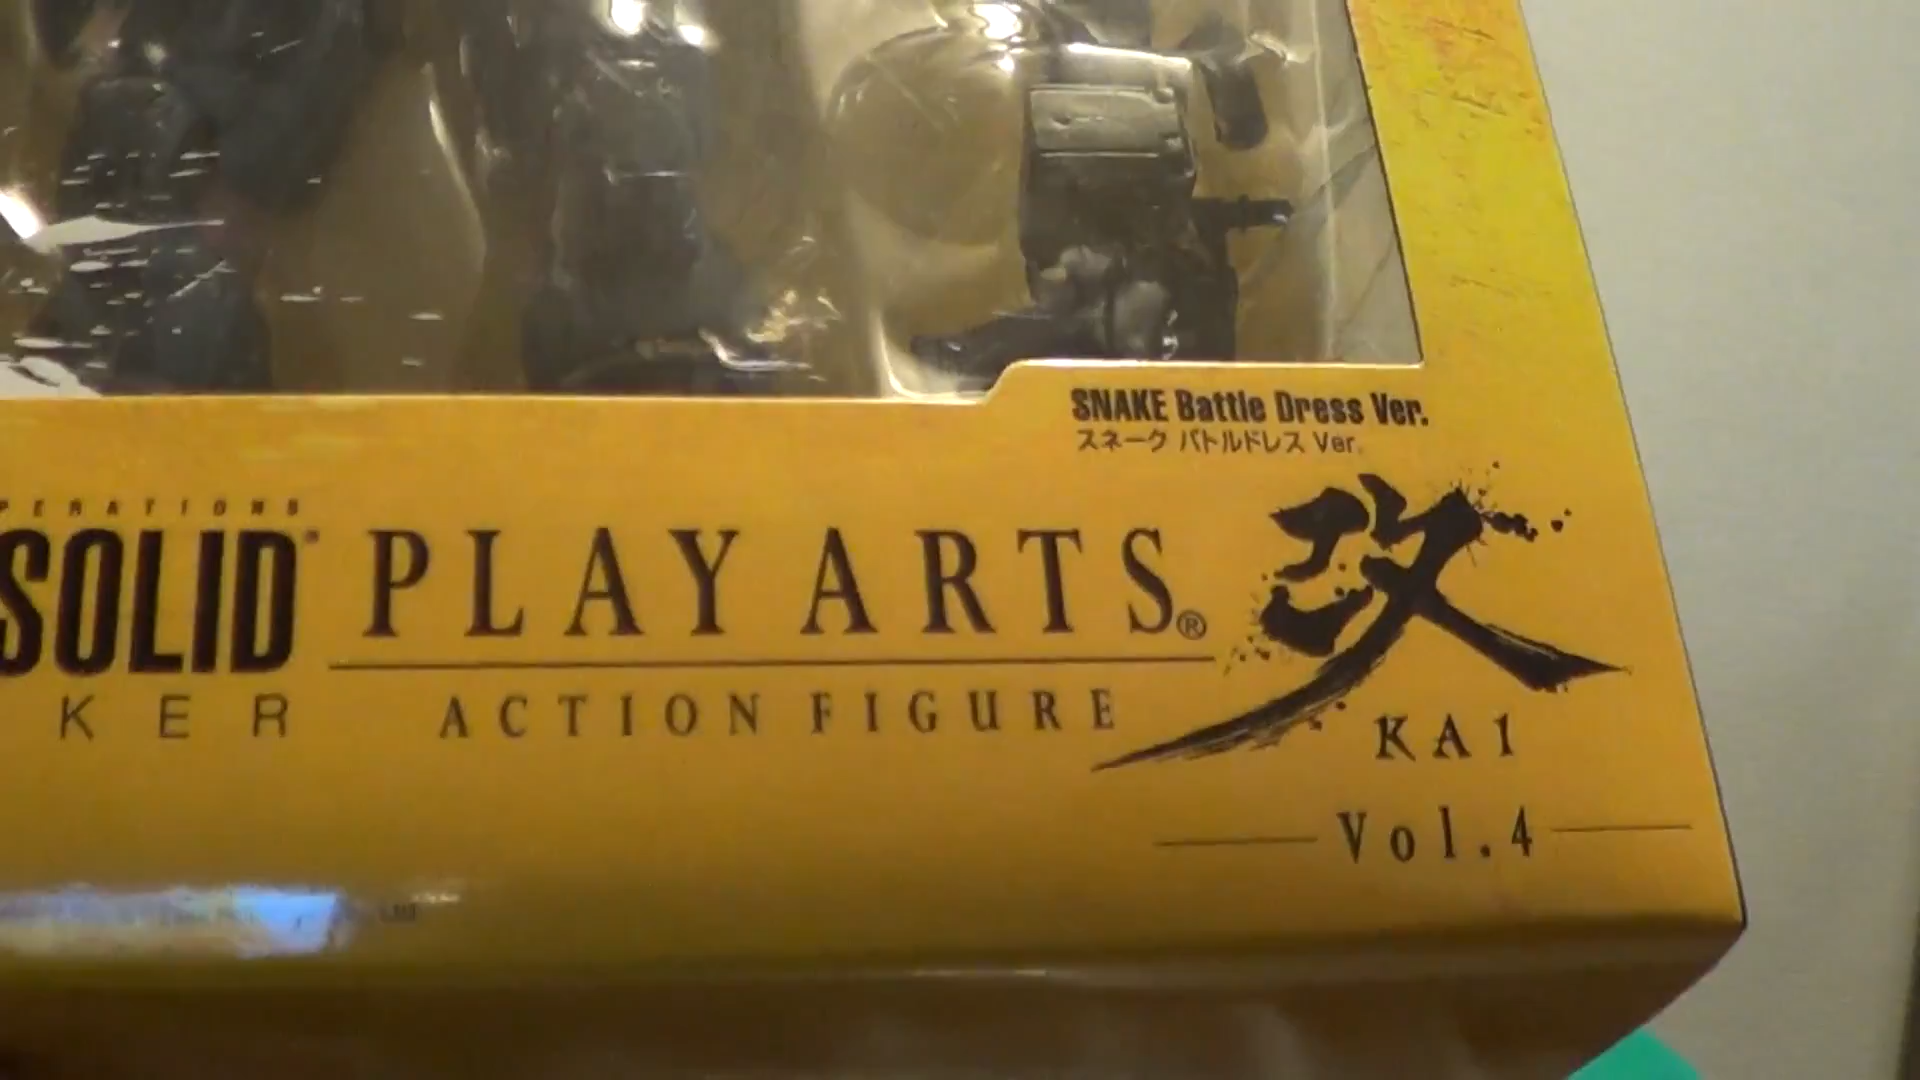 SNAKE Battle Dress Ver.
スネーク バトルドレス Ver.
PERATIONS
SOLID
KER
PLAY ARTS®
ACTION FIGURE
改
KAI
Vol.4